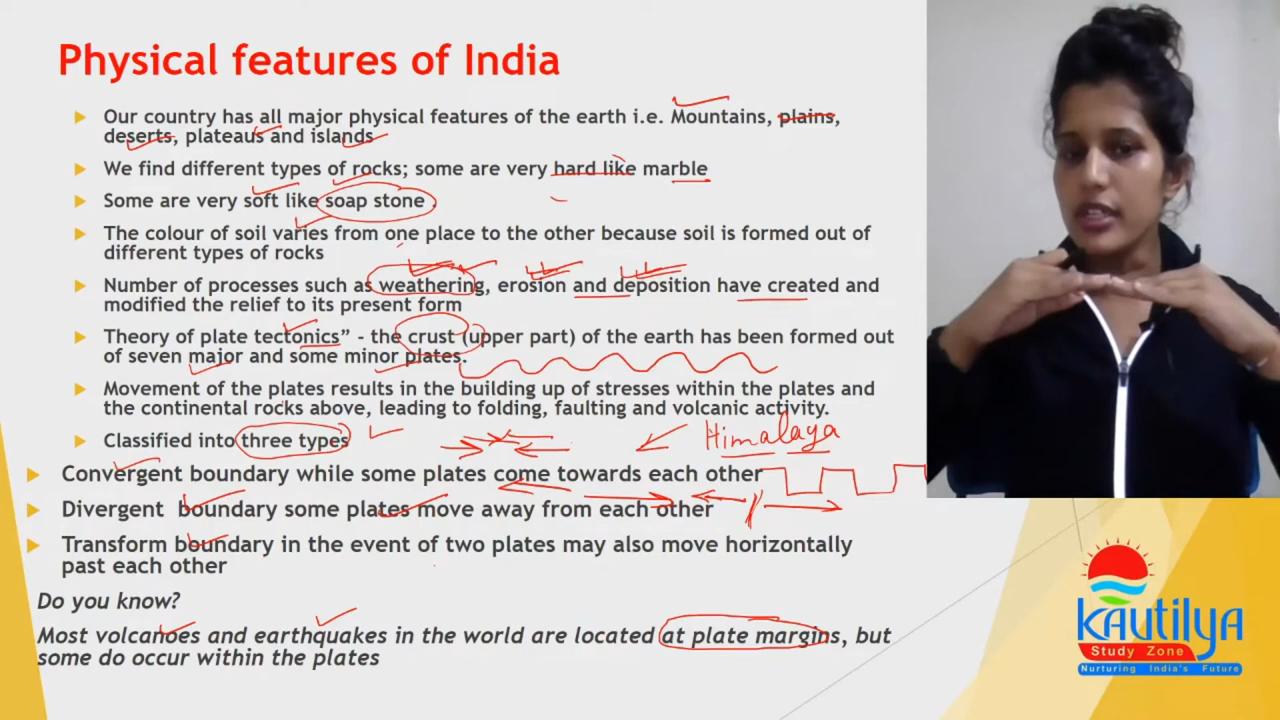 Physical features of India
Our country has all major physical features of the earth i.e. Mountains, plains,
deserts, plateaus and islands
We find different types of rocks; some are very hard like marble
Some are very soft like soap stone
The colour of soil varies from one place to the other because soil is formed out of
different types of rocks
Number of processes such as weathering, erosion and deposition have created and
modified the relief to its present form
Theory of plate tectonics” - the crust (upper part) of the earth has been formed out
of seven major and some minor plates.
Movement of the plates results in the building up of stresses within the plates and
the continental rocks above, leading to folding, faulting and volcanic activity.
Classified into three types
Himalaya
Convergent boundary while some plates come towards each other
Divergent boundary some plates move away from each other
Transform boundary in the event of two plates may also move horizontally
past each other
Do you know?
Most volcanoes and earthquakes in the world are located at plate margins, but
some do occur within the plates
Kautilya
Study Zone
Nurturing India's Future